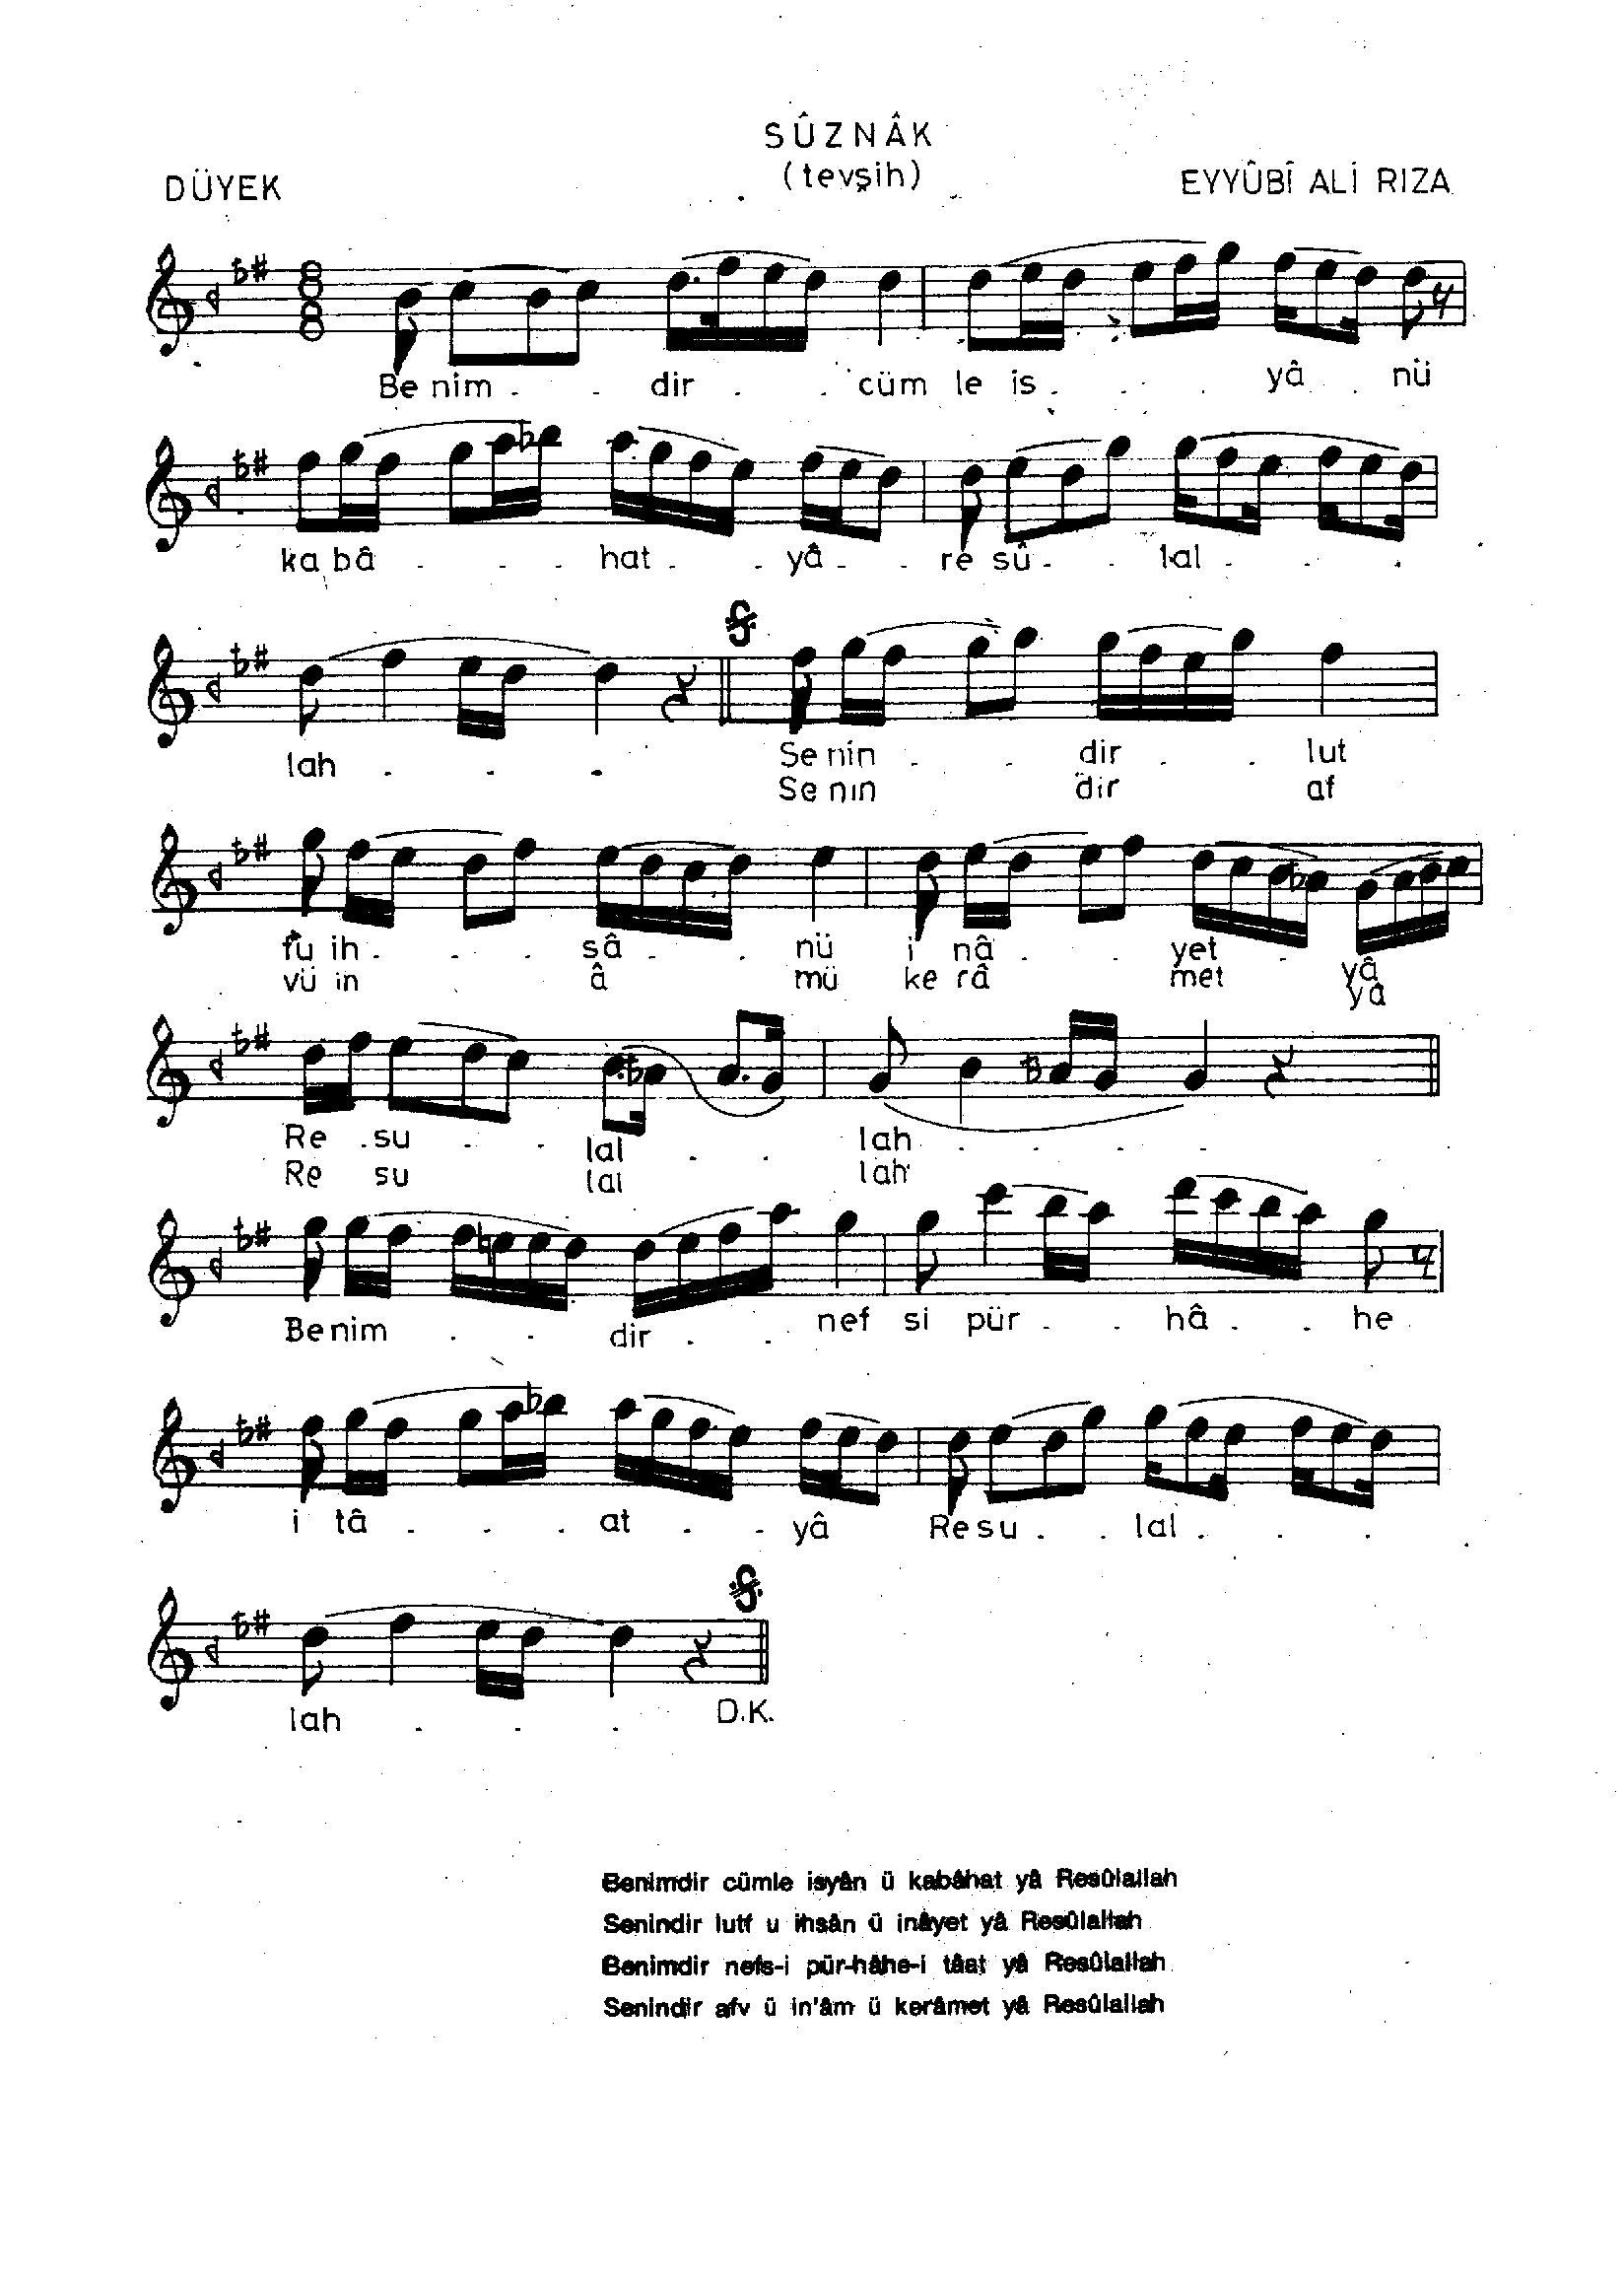 SÛZNÂK
(tevşih)
DÜYEK
EYYÛBÎ ALİ RIZA
8
8
Be nim . . dir . . cüm le is . . . yâ . . nü
ka bâ . . . hat . . yâ . . re sû . . lal . . .
lah . . . Se nin . . dir . . lut
Se nin dir af
fu ih . . . sâ . . nü i nâ . . yet . yâ
vü in â mü ke râ met yâ
Re . su . . lal . . lah . . . .
Re su lal lah
Be nim . . dir . . nef si pür . . hâ . . he
i tâ . . . at . . yâ Re su . . lal . . .
lah . . . D.K.
Benimdir cümle isyân ü kabâhat yâ Resûlallah
Senindir lutf u ihsân ü inâyet yâ Resûlallah
Benimdir nefs-i pür-hâhe-i tâat yâ Resûlallah
Senindir afv ü in'âm ü kerâmet yâ Resûlallah